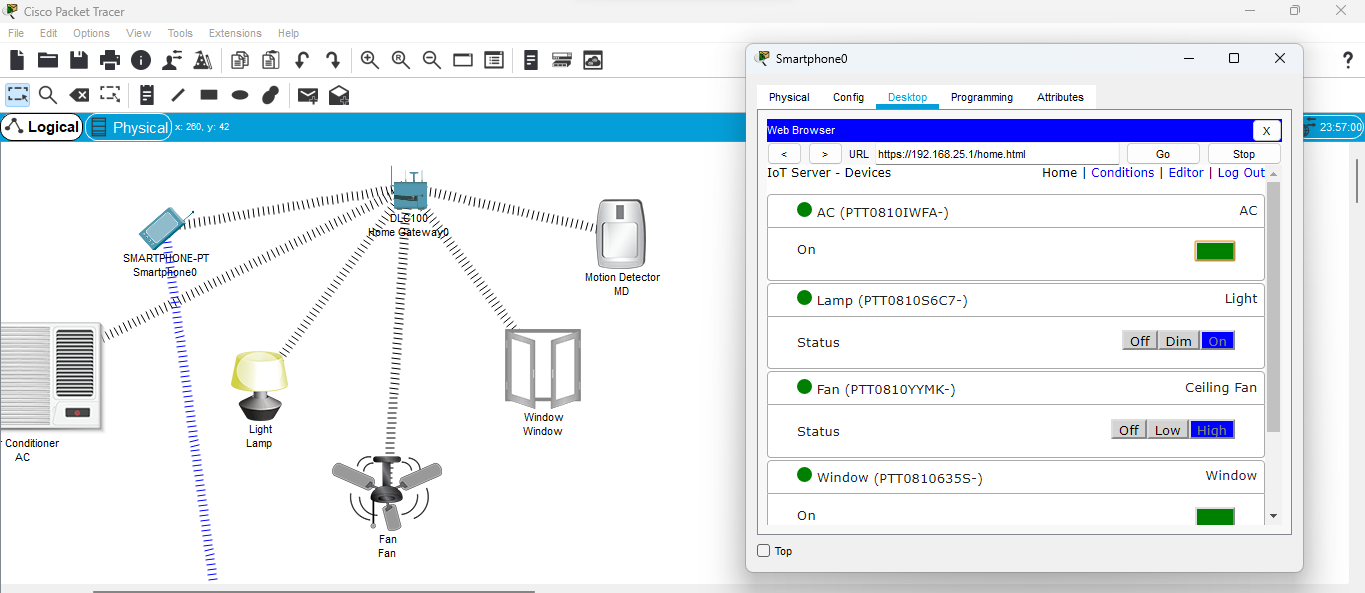 Cisco Packet Tracer
File Edit Options View Tools Extensions Help
?
Logical
Physical
x: 260, y: 42
23:57:00
DLC100
Home Gateway0
SMARTPHONE-PT
Smartphone0
Motion Detector
MD
Conditioner
AC
Light
Lamp
Window
Window
Fan
Fan
Smartphone0
Physical Config Desktop Programming Attributes
Web Browser X
< > URL https://192.168.25.1/home.html Go Stop
IoT Server - Devices Home | Conditions | Editor | Log Out
AC (PTT0810IWFA-) AC
On
Lamp (PTT0810S6C7-) Light
Status Off Dim On
Fan (PTT0810YYMK-) Ceiling Fan
Status Off Low High
Window (PTT0810635S-) Window
On
Top